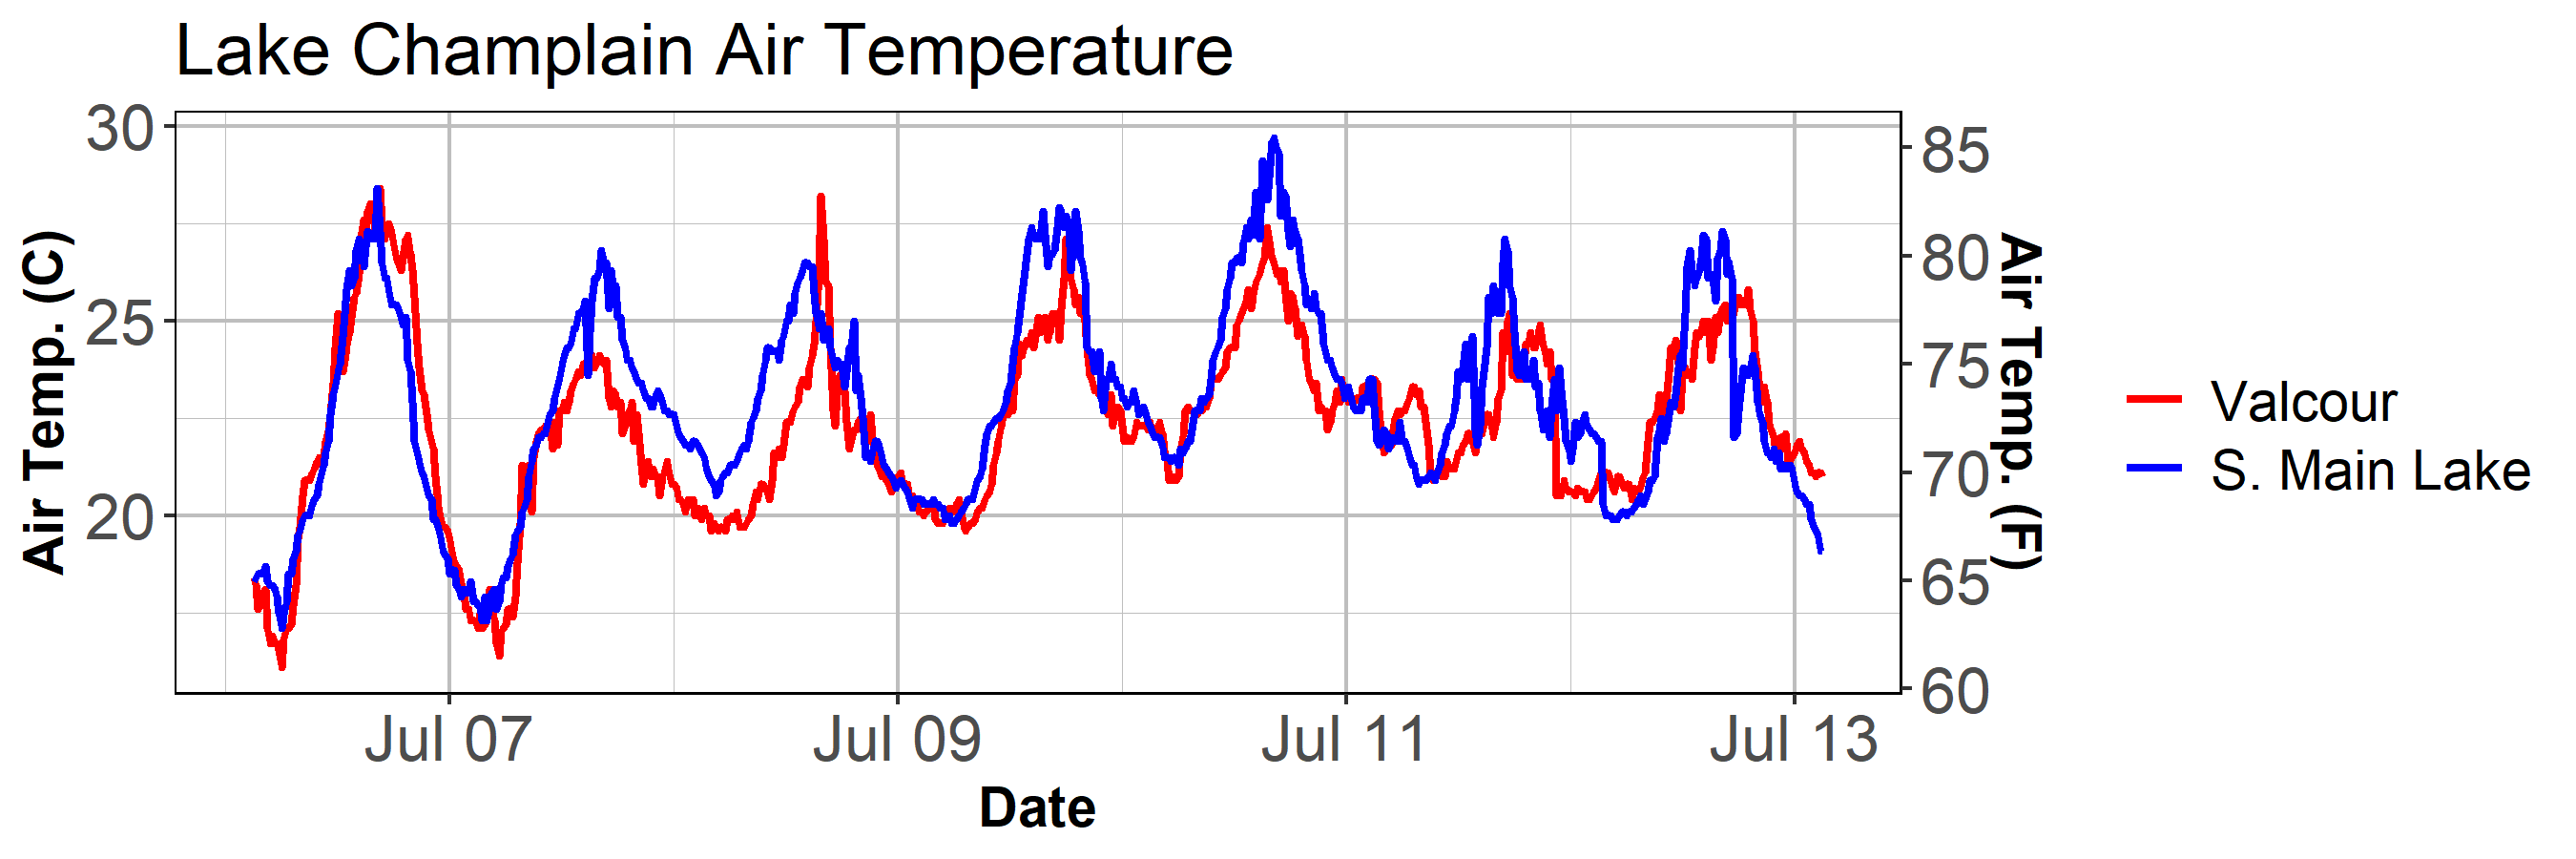 Lake Champlain Air Temperature
30
25
20
Air Temp. (C)
85
80
75
70
65
60
Air Temp. (F)
Jul 07
Jul 09
Jul 11
Jul 13
Date
Valcour
S. Main Lake